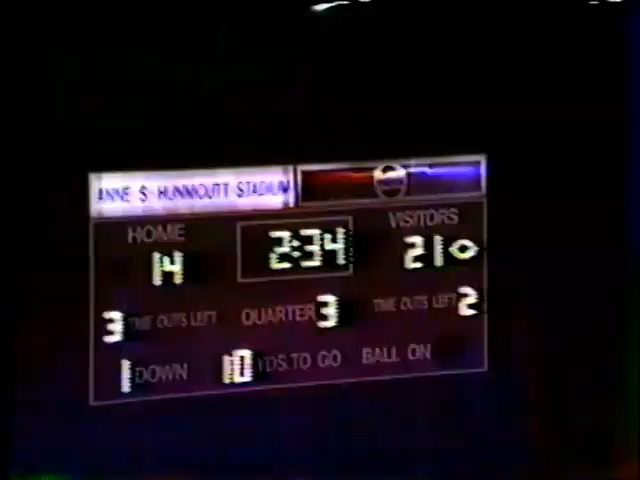 ANNE S HUNMOUTT STADIUM
HOME 2:34 VISITORS
14 21
3 TIME OUTS LEFT QUARTER 3 TIME OUTS LEFT 2
1 DOWN 10 YDS. TO GO BALL ON